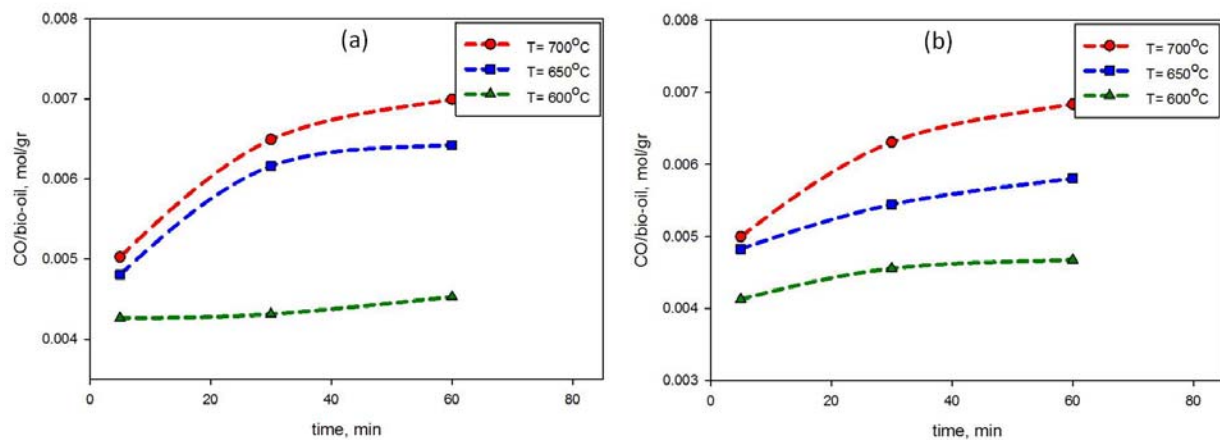 (a)
T= 700°C
T= 650°C
T= 600°C
CO/bio-oil, mol/gr
0.008
0.007
0.006
0.005
0.004
0 20 40 60 80
time, min
(b)
T= 700°C
T= 650°C
T= 600°C
CO/bio-oil, mol/gr
0.008
0.007
0.006
0.005
0.004
0.003
0 20 40 60 80
time, min